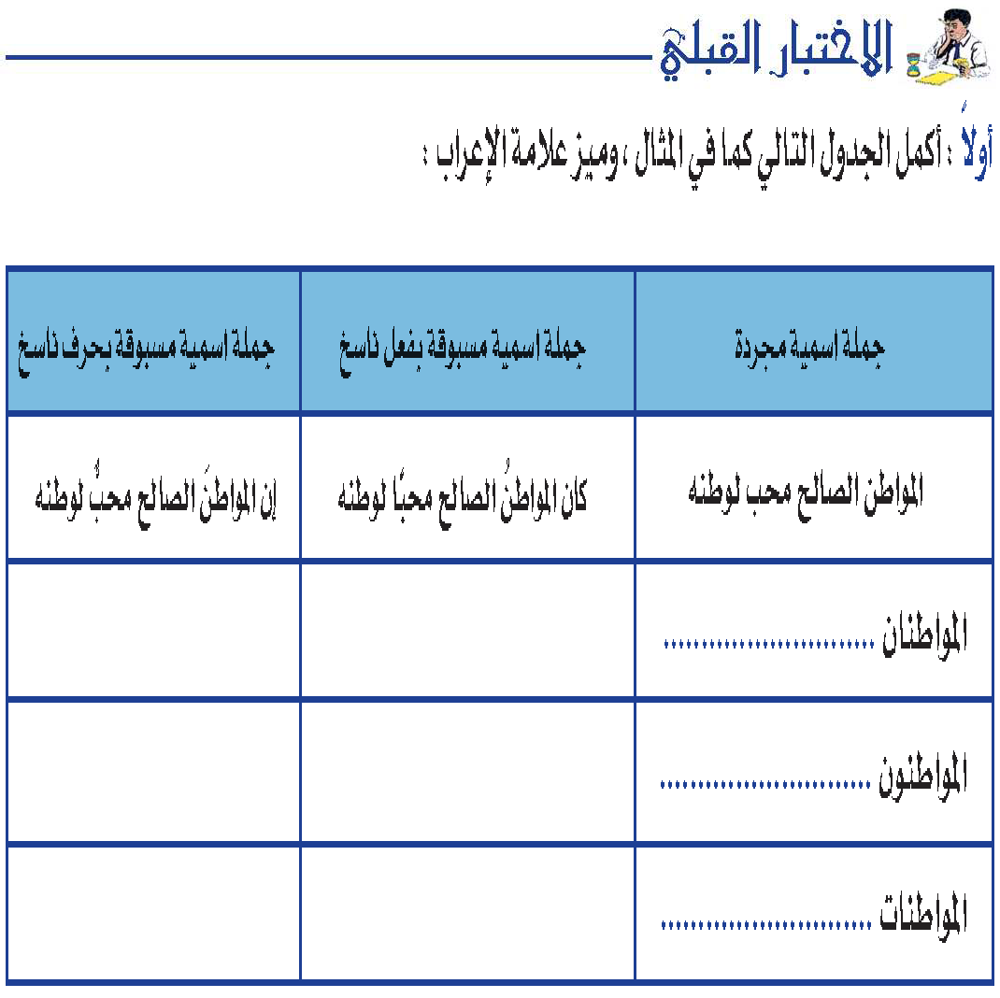 الاختبار القبلي
أولاً : أكمل الجدول التالي كما في المثال ، وميز علامة الإعراب :
جملة اسمية مجردة
جملة اسمية مسبوقة بفعل ناسخ
جملة اسمية مسبوقة بحرف ناسخ
المواطن الصالح محب لوطنه
كان المواطنُ الصالح محبًا لوطنه
إن المواطنَ الصالح محبٌّ لوطنه
المواطنان ............................
المواطنون ............................
المواطنات ............................